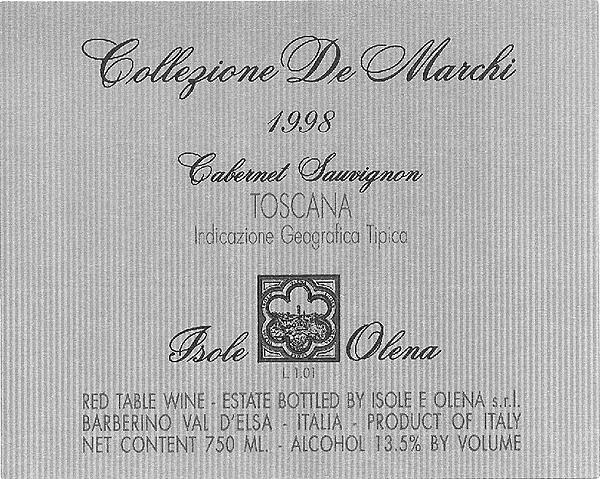 Collezione De Marchi
1998
Cabernet Sauvignon
TOSCANA
Indicazione Geografica Tipica
Isole Olena
L 1.01
RED TABLE WINE - ESTATE BOTTLED BY ISOLE E OLENA s.r.l.
BARBERINO VAL D'ELSA - ITALIA - PRODUCT OF ITALY
NET CONTENT 750 ML. - ALCOHOL 13.5% BY VOLUME